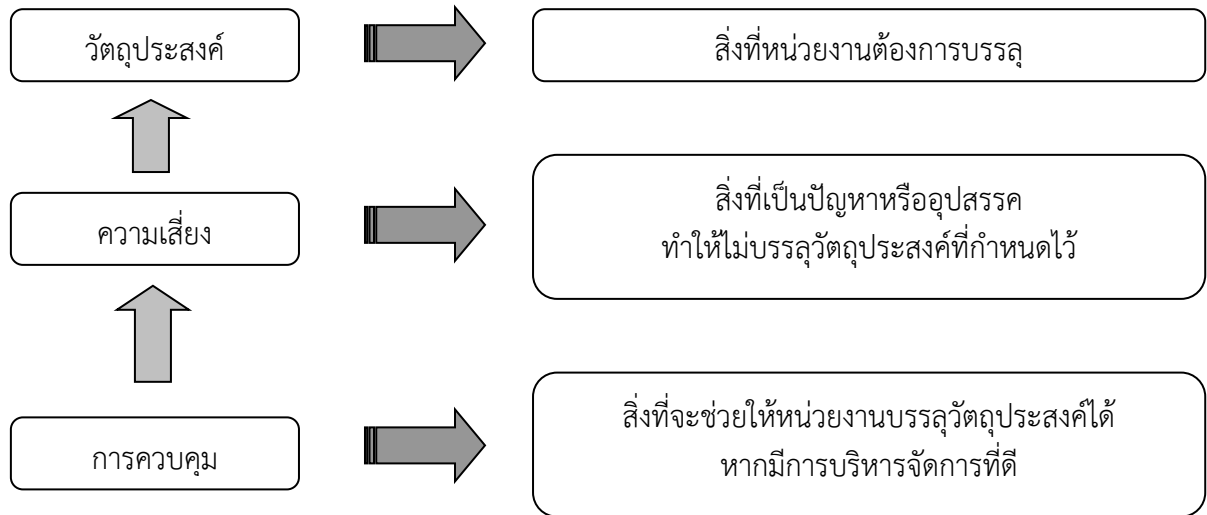 วัตถุประสงค์
สิ่งที่หน่วยงานต้องการบรรลุ
ความเสี่ยง
สิ่งที่เป็นปัญหาหรืออุปสรรค
ทำให้ไม่บรรลุวัตถุประสงค์ที่กำหนดไว้
การควบคุม
สิ่งที่จะช่วยให้หน่วยงานบรรลุวัตถุประสงค์ได้
หากมีการบริหารจัดการที่ดี